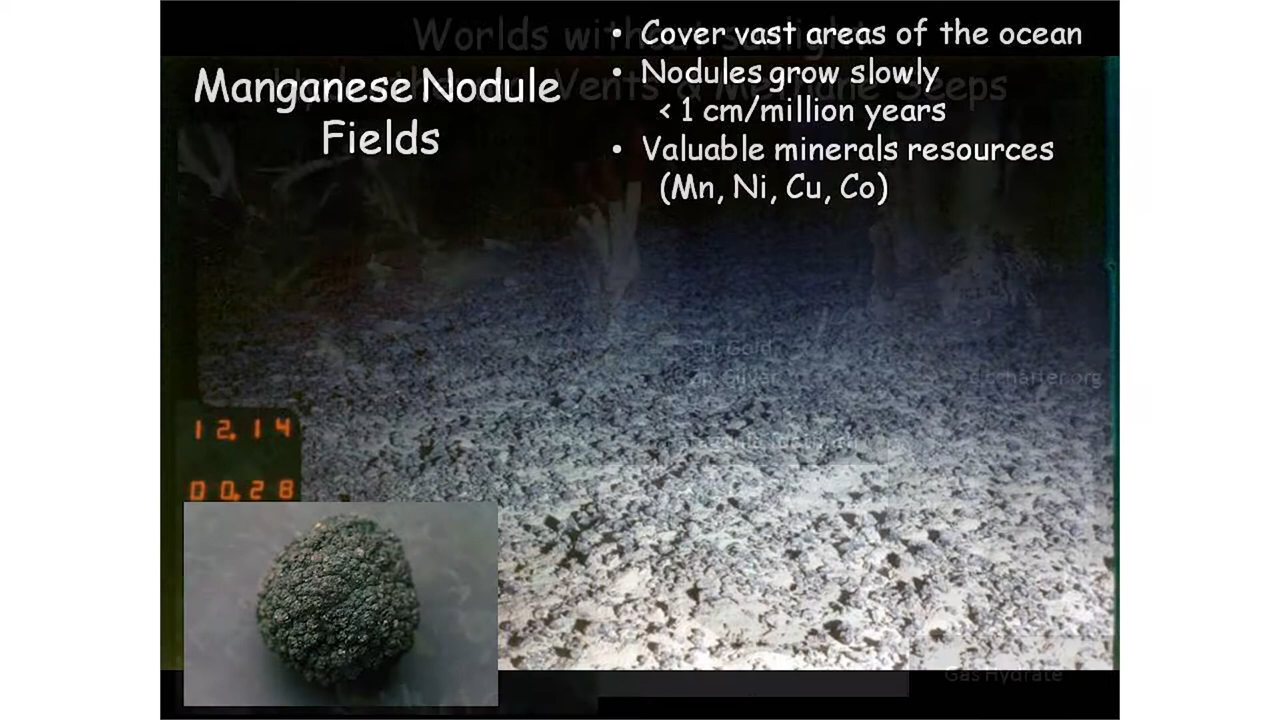 Worlds without sunlight
Vents & Methane Seeps
Manganese Nodule
Fields
• Cover vast areas of the ocean
• Nodules grow slowly
< 1 cm/million years
• Valuable minerals resources
(Mn, Ni, Cu, Co)
Gold
12.14
00.28
Gas Hydrate